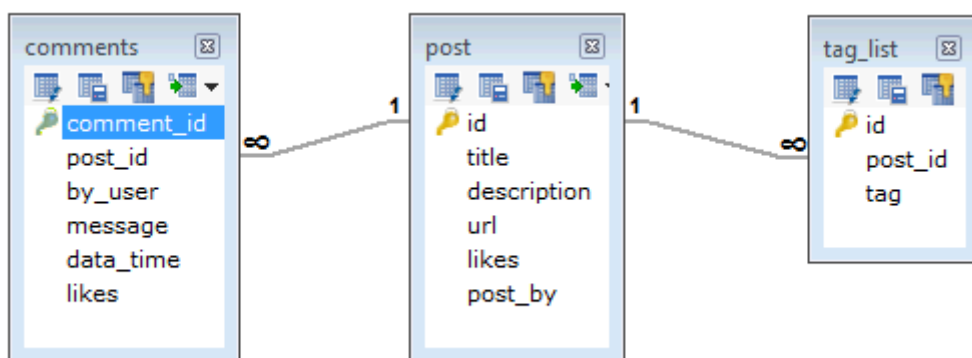 comments
comment_id
post_id
by_user
message
data_time
likes
∞
1
post
id
title
description
url
likes
post_by
1
∞
tag_list
id
post_id
tag